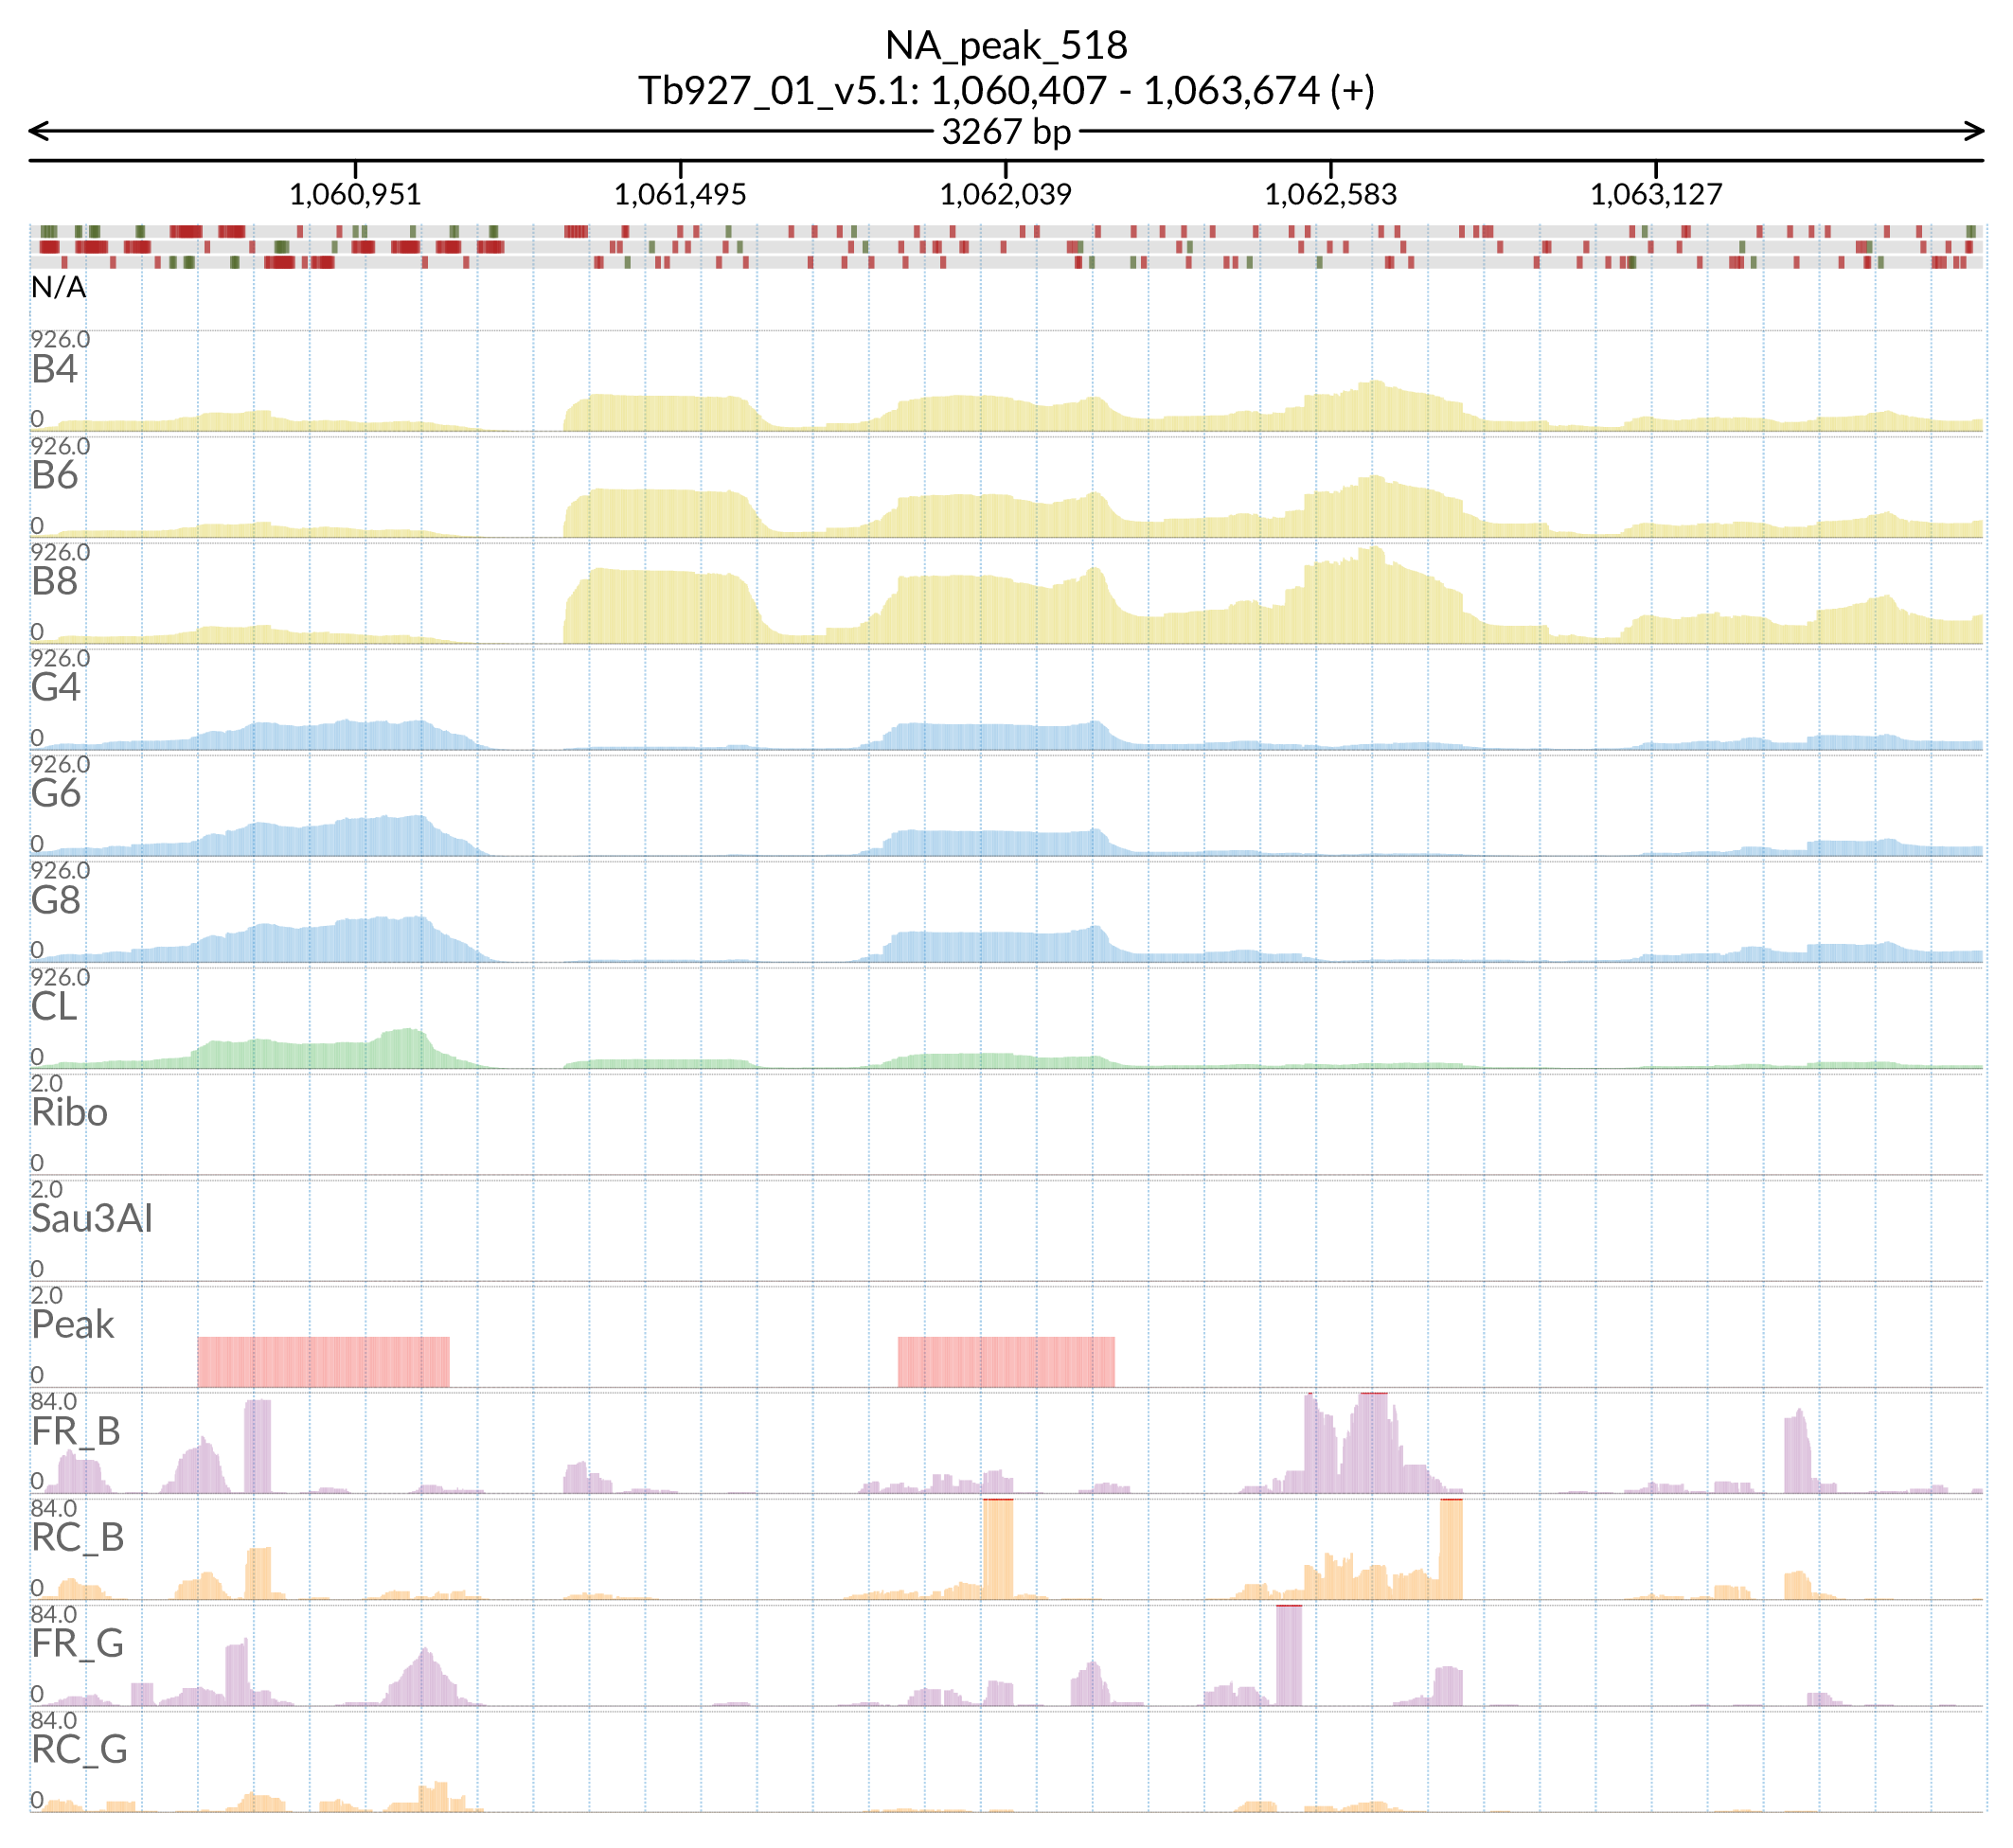 NA_peak_518
Tb927_01_v5.1: 1,060,407 - 1,063,674 (+)
3267 bp
1,060,951 1,061,495 1,062,039 1,062,583 1,063,127
N/A
926.0
B4
0
926.0
B6
0
926.0
B8
0
926.0
G4
0
926.0
G6
0
926.0
G8
0
926.0
CL
0
2.0
Ribo
0
2.0
Sau3AI
0
2.0
Peak
0
84.0
FR_B
0
84.0
RC_B
0
84.0
FR_G
0
84.0
RC_G
0